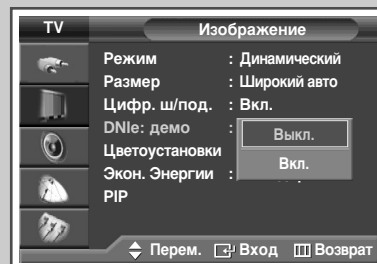 TV Изображение
Режим : Динамический
Размер : Широкий авто
Цифр. ш/под. : Вкл.
DNIe: демо :
Выкл.
Цветоустановки
Вкл.
Экон. Энергии :
PIP
Перем. Вход Возврат